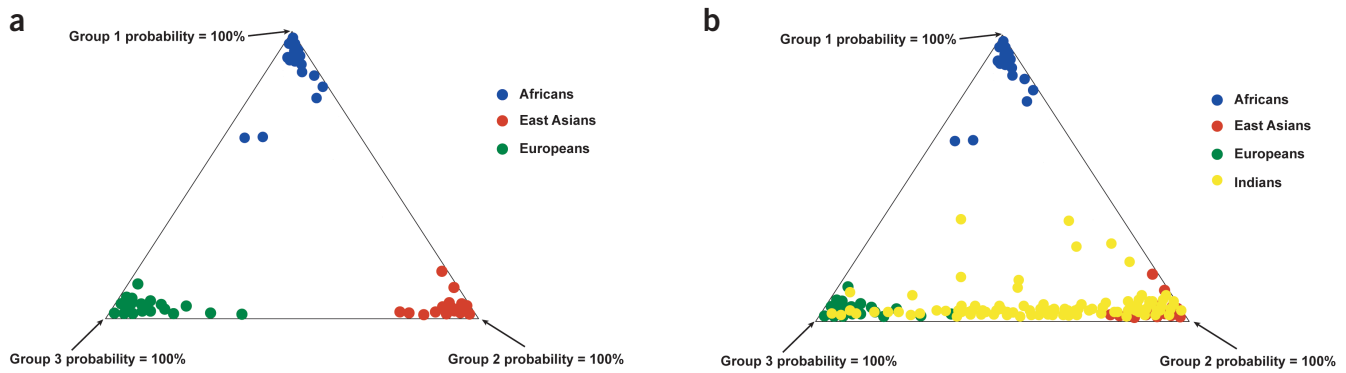 a
Group 1 probability = 100%
Africans
East Asians
Europeans
Group 3 probability = 100%
Group 2 probability = 100%
b
Group 1 probability = 100%
Africans
East Asians
Europeans
Indians
Group 3 probability = 100%
Group 2 probability = 100%